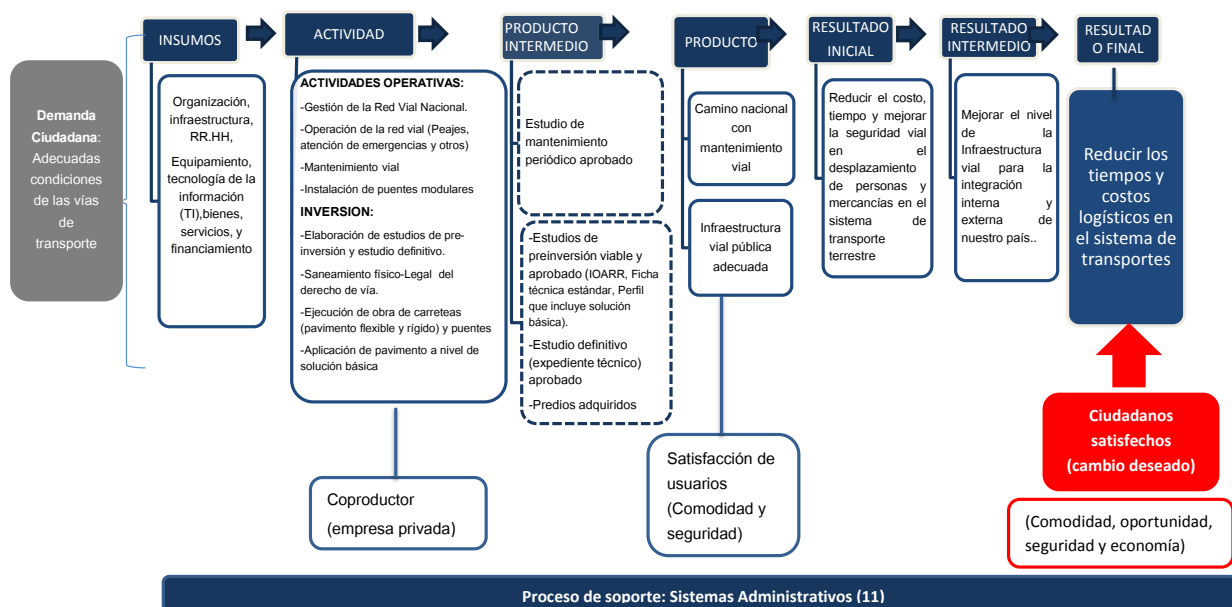 Demanda
Ciudadana:
Adecuadas
condiciones
de las vías
de
transporte
INSUMOS
Organización,
infraestructura,
RR.HH,
Equipamiento,
tecnología de la
información
(TI),bienes,
servicios, y
financiamiento
ACTIVIDAD
ACTIVIDADES OPERATIVAS:
-Gestión de la Red Vial Nacional.
-Operación de la red vial (Peajes,
atención de emergencias y otros)
-Mantenimiento vial
-Instalación de puentes modulares
INVERSION:
-Elaboración de estudios de pre-
inversión y estudio definitivo.
-Saneamiento físico-Legal del
derecho de vía.
-Ejecución de obra de carreteas
(pavimento flexible y rígido) y puentes
-Aplicación de pavimento a nivel de
solución básica
Coproductor
(empresa privada)
PRODUCTO
INTERMEDIO
Estudio de
mantenimiento
periódico aprobado
-Estudios de
preinversión viable y
aprobado (IOARR, Ficha
técnica estándar, Perfil
que incluye solución
básica).
-Estudio definitivo
(expediente técnico)
aprobado
-Predios adquiridos
PRODUCTO
Camino nacional
con
mantenimiento
vial
Infraestructura
vial pública
adecuada
Satisfacción de
usuarios
(Comodidad y
seguridad)
RESULTADO
INICIAL
Reducir el costo,
tiempo y mejorar
la seguridad vial
en el
desplazamiento
de personas y
mercancías en el
sistema de
transporte
terrestre
RESULTADO
INTERMEDIO
Mejorar el nivel
de la
Infraestructura
vial para la
integración
interna y
externa de
nuestro país..
RESULTAD
O FINAL
Reducir los
tiempos y
costos
logísticos en
el sistema de
transportes
Ciudadanos
satisfechos
(cambio deseado)
(Comodidad, oportunidad,
seguridad y economía)
Proceso de soporte: Sistemas Administrativos (11)